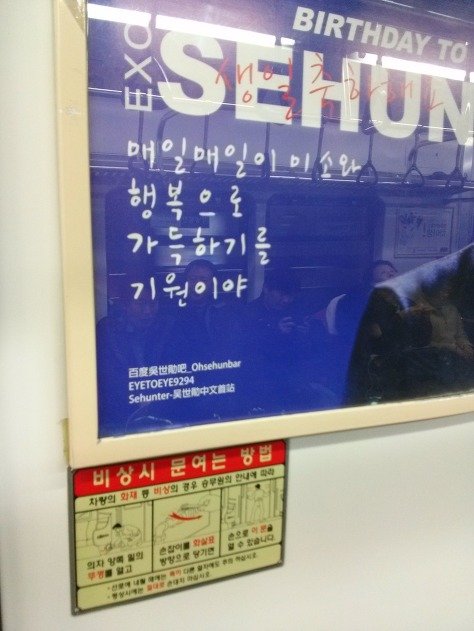 BIRTHDAY TO
EXO
SEHUN
생일 축하해
매일매일이 미소와
행복으로
가득하기를
기원이야
百度吳世勛吧_Ohsehunbar
EYETOEYE9294
Sehunter-吴世勋中文首站
비상시 문여는 방법
차량의 화재 등 비상의 경우 승무원의 안내에 따라
의자 양쪽 밑의
뚜껑을 열고
손잡이를 화살표
방향으로 당기면
손으로 이 문을
열 수 있습니다.